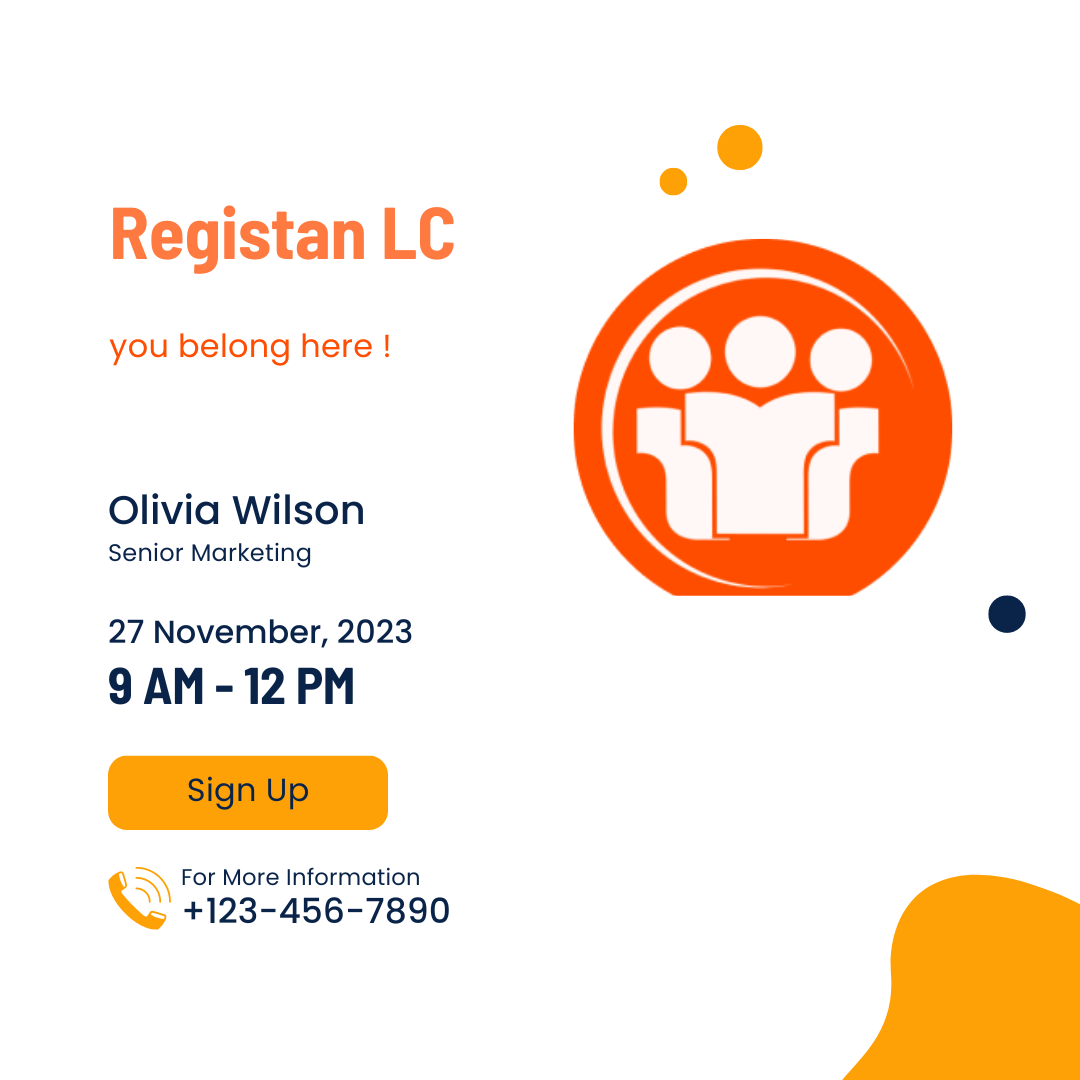 Registan LC
you belong here !
Olivia Wilson
Senior Marketing
27 November, 2023
9 AM - 12 PM
Sign Up
For More Information
+123-456-7890